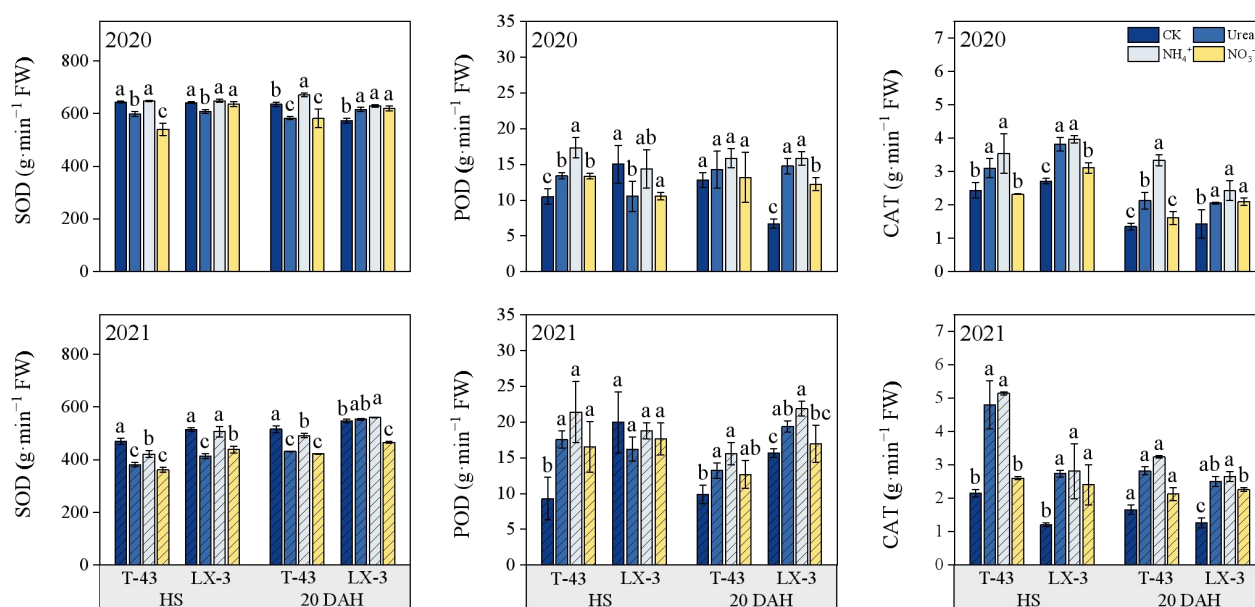 2020
SOD (g·min⁻¹ FW)
800
600
400
200
0
a b a c
a b a a
b c a c
b a a a
2020
POD (g·min⁻¹ FW)
35
30
25
20
15
10
5
0
c b a b
a b ab a
a a a a
c a a b
2020
CK Urea
NH₄⁺ NO₃⁻
CAT (g·min⁻¹ FW)
7
6
5
4
3
2
1
0
b a a b
c a a b
c b a c
b a a a
2021
SOD (g·min⁻¹ FW)
800
600
400
200
0
a c b c
a c a b
a c b c
b ab a c
T-43 LX-3 T-43 LX-3
HS 20 DAH
2021
POD (g·min⁻¹ FW)
35
30
25
20
15
10
5
0
b a a a
a a a a
b a a ab
c ab a bc
T-43 LX-3 T-43 LX-3
HS 20 DAH
2021
CAT (g·min⁻¹ FW)
7
6
5
4
3
2
1
0
b a a b
b a a a
a a a a
c ab a b
T-43 LX-3 T-43 LX-3
HS 20 DAH